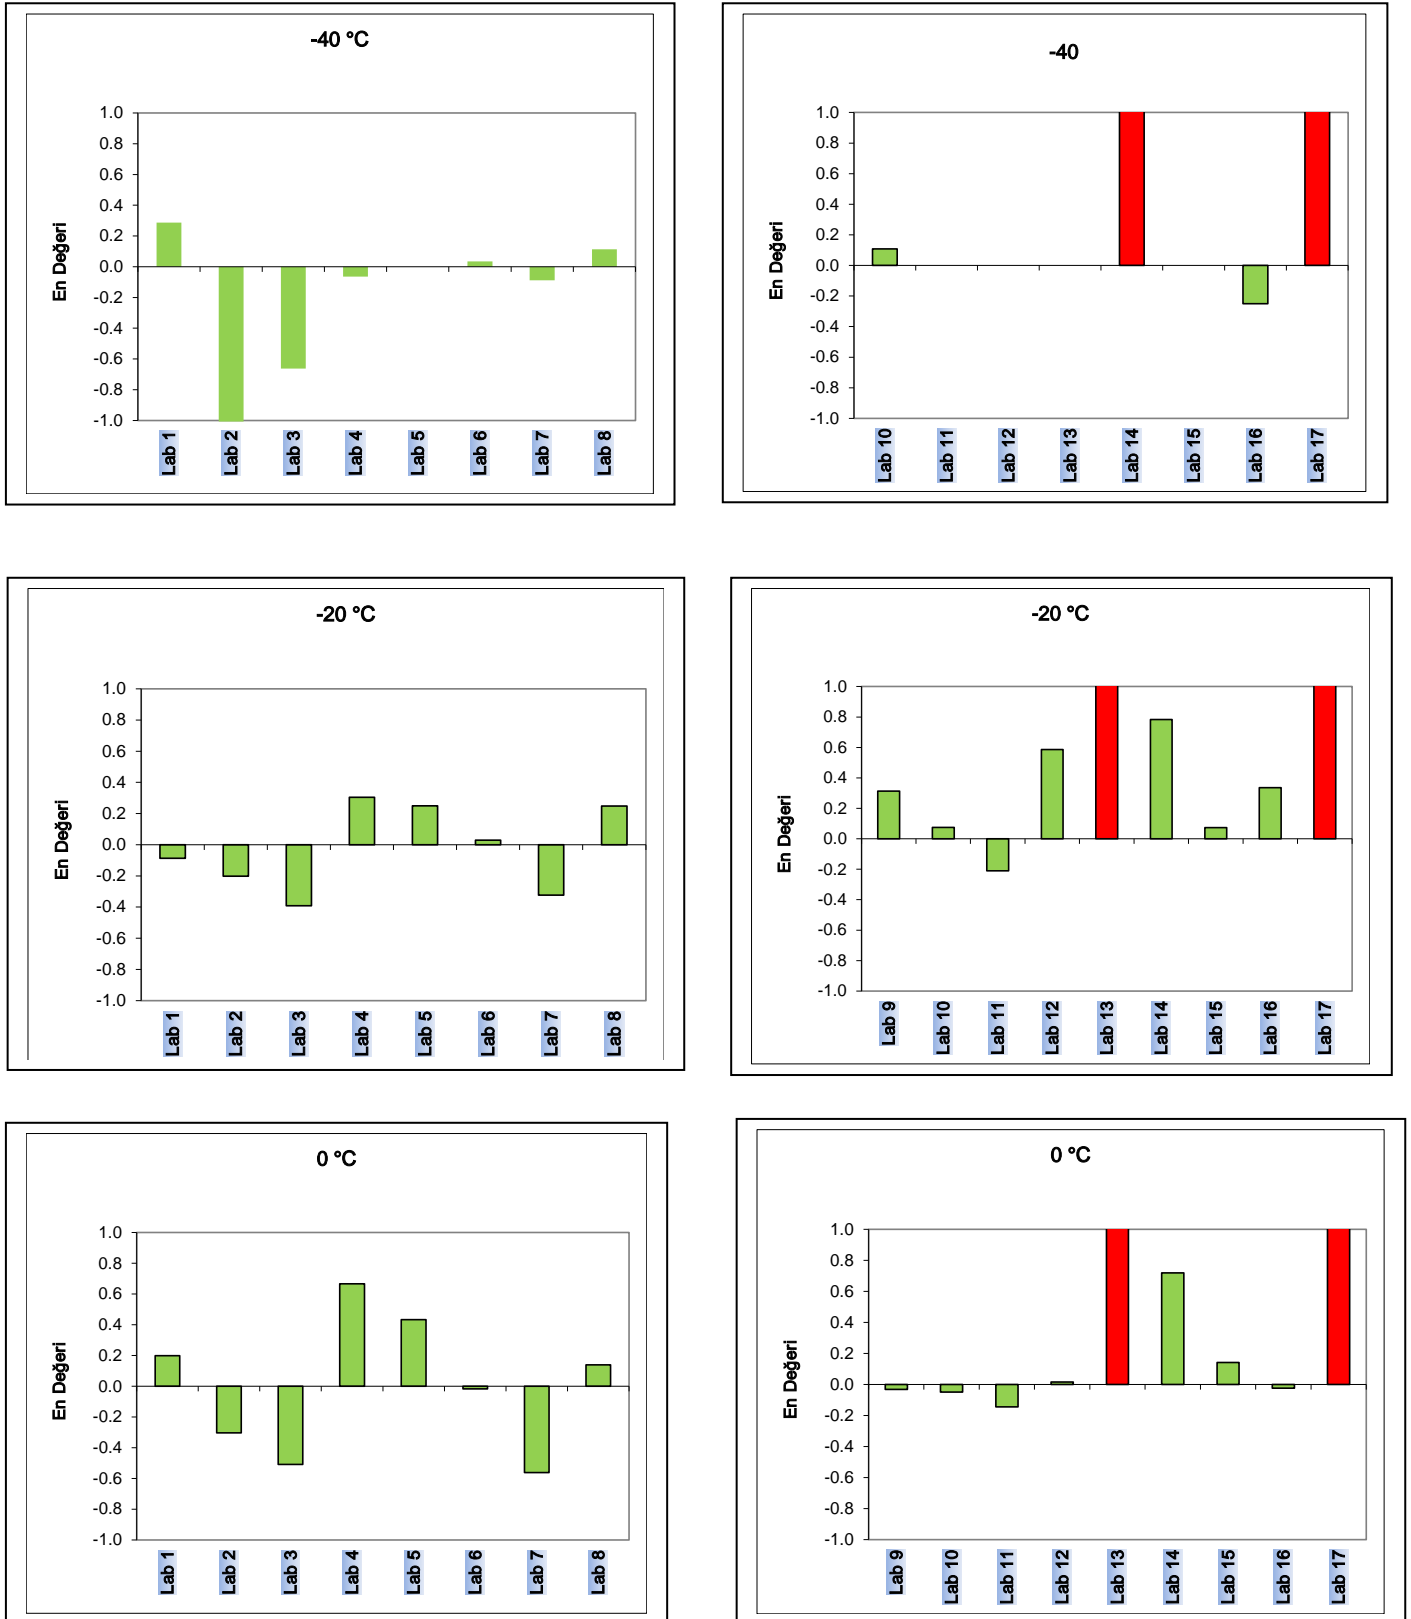 -40 °C
1.0
0.8
0.6
0.4
0.2
0.0
-0.2
-0.4
-0.6
-0.8
-1.0
En Değeri
Lab 1
Lab 2
Lab 3
Lab 4
Lab 5
Lab 6
Lab 7
Lab 8
-40
1.0
0.8
0.6
0.4
0.2
0.0
-0.2
-0.4
-0.6
-0.8
-1.0
En Değeri
Lab 10
Lab 11
Lab 12
Lab 13
Lab 14
Lab 15
Lab 16
Lab 17
-20 °C
1.0
0.8
0.6
0.4
0.2
0.0
-0.2
-0.4
-0.6
-0.8
-1.0
En Değeri
Lab 1
Lab 2
Lab 3
Lab 4
Lab 5
Lab 6
Lab 7
Lab 8
-20 °C
1.0
0.8
0.6
0.4
0.2
0.0
-0.2
-0.4
-0.6
-0.8
-1.0
En Değeri
Lab 9
Lab 10
Lab 11
Lab 12
Lab 13
Lab 14
Lab 15
Lab 16
Lab 17
0 °C
1.0
0.8
0.6
0.4
0.2
0.0
-0.2
-0.4
-0.6
-0.8
-1.0
En Değeri
Lab 1
Lab 2
Lab 3
Lab 4
Lab 5
Lab 6
Lab 7
Lab 8
0 °C
1.0
0.8
0.6
0.4
0.2
0.0
-0.2
-0.4
-0.6
-0.8
-1.0
En Değeri
Lab 9
Lab 10
Lab 11
Lab 12
Lab 13
Lab 14
Lab 15
Lab 16
Lab 17